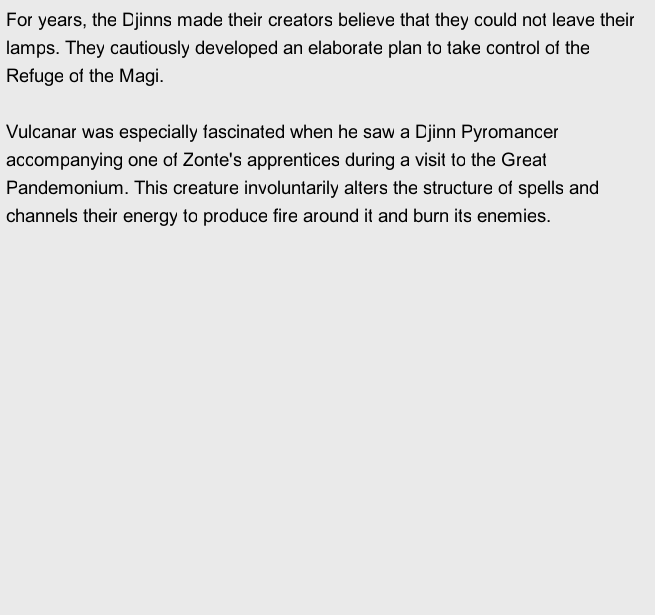 For years, the Djinns made their creators believe that they could not leave their
lamps. They cautiously developed an elaborate plan to take control of the
Refuge of the Magi.

Vulcanar was especially fascinated when he saw a Djinn Pyromancer
accompanying one of Zonte's apprentices during a visit to the Great
Pandemonium. This creature involuntarily alters the structure of spells and
channels their energy to produce fire around it and burn its enemies.